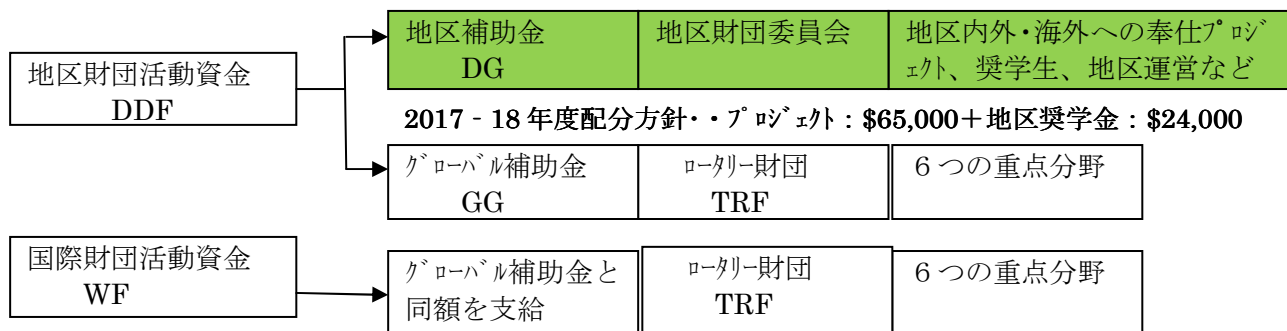 地区財団活動資金
DDF
地区補助金
DG
地区財団委員会
地区内外・海外への奉仕ﾌﾟﾛｼﾞ
ｪｸﾄ、奨学生、地区運営など
2017‐18年度配分方針・・ﾌﾟﾛｼﾞｪｸﾄ：$65,000＋地区奨学金：$24,000
ｸﾞﾛｰﾊﾞﾙ補助金
GG
ﾛｰﾀﾘｰ財団
TRF
６つの重点分野
国際財団活動資金
WF
ｸﾞﾛｰﾊﾞﾙ補助金と
同額を支給
ﾛｰﾀﾘｰ財団
TRF
６つの重点分野